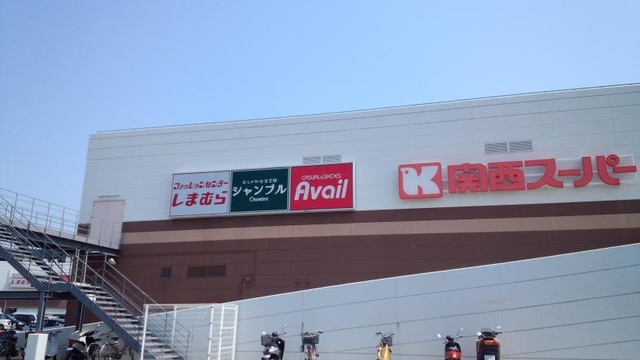 ファッションセンター
しまむら
おしゃれな生活雑貨
シャンブル
Chambre
CASUAL&SHOES
Avail
K 関西スーパー